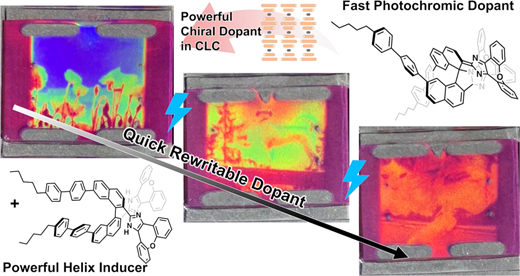 Powerful
Chiral Dopant
in CLC
Fast Photochromic Dopant
N
N
O
Quick Rewritable Dopant
+
H
N
N
N
H
O
Powerful Helix Inducer